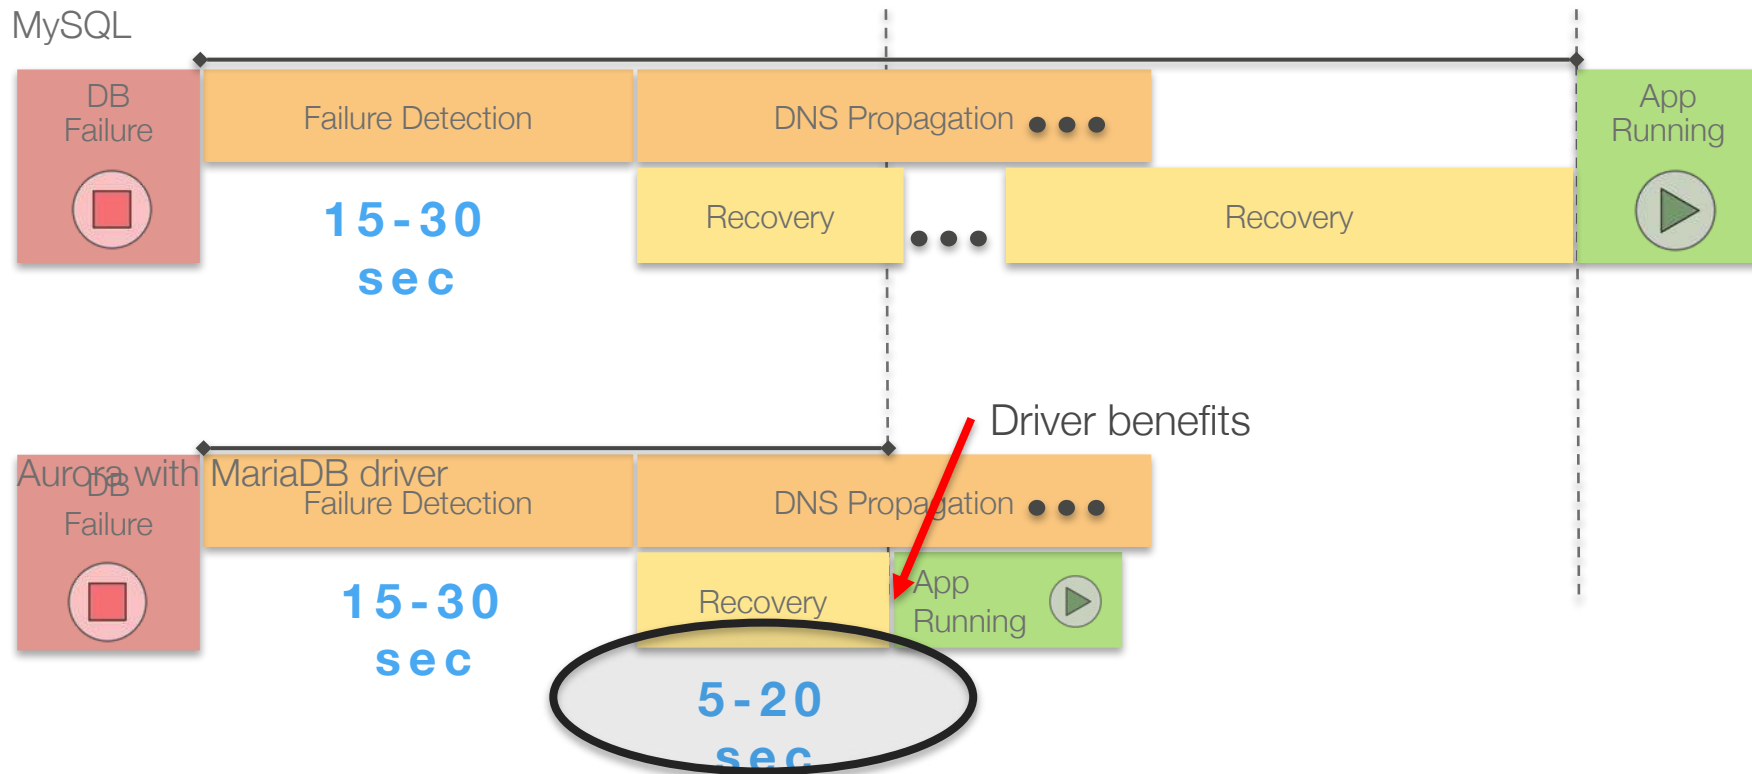 MySQL
DB
Failure
Failure Detection
DNS Propagation
App
Running
15-30
sec
Recovery
Recovery
Driver benefits
Aurora with MariaDB driver
DB
Failure
Failure Detection
DNS Propagation
15-30
sec
Recovery
App
Running
5-20
sec